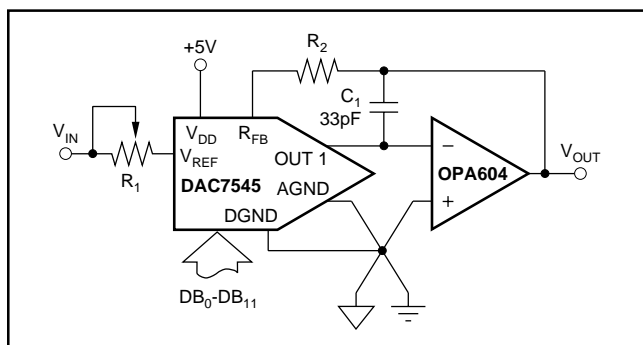 +5V
R2
C1
33pF
VIN
VDD
RFB
VREF
R1
OUT 1
DAC7545
AGND
DGND
DB0-DB11
–
+
OPA604
VOUT